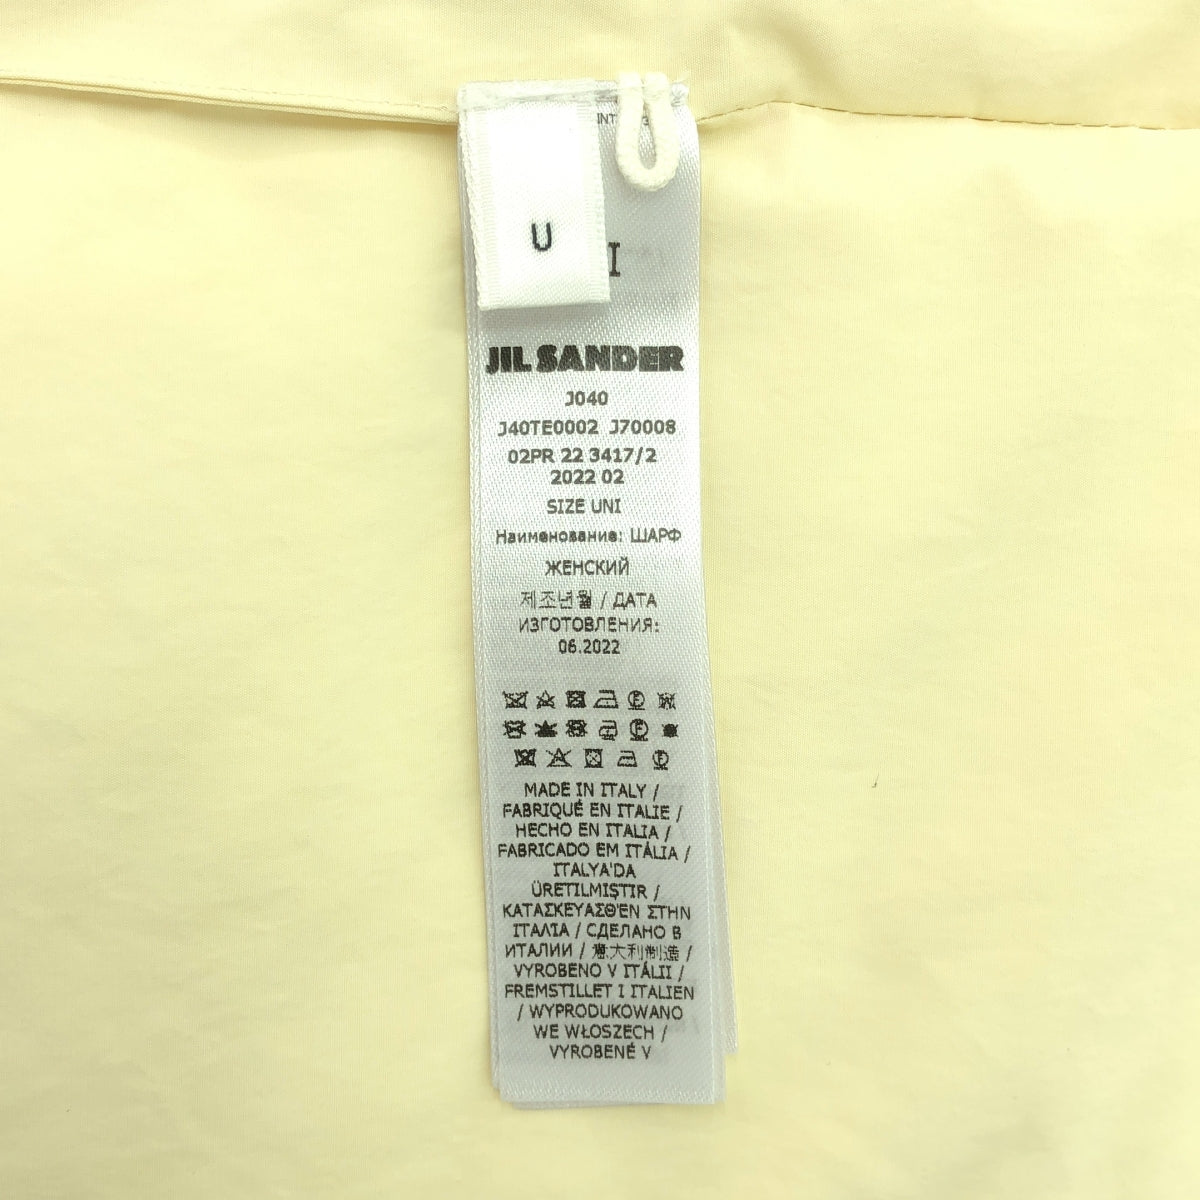 U
I
JIL SANDER
J040
J40TE0002 J70008
02PR 22 3417/2
2022 02
SIZE UNI
Наименование: ШАРФ
ЖЕНСКИЙ
제조년월 / ДАТА
ИЗГОТОВЛЕНИЯ:
06.2022
MADE IN ITALY /
FABRIQUÉ EN ITALIE /
HECHO EN ITALIA /
FABRICADO EM ITÁLIA /
ITALYA'DA
ÜRETILMIŞTIR /
ΚΑΤΑΣΚΕΥΑΣΘ'ΕΝ ΣΤΗΝ
ΙΤΑΛΙΑ / СДЕЛАНО В
ИТАЛИИ / 意大利制造 /
VYROBENO V ITÁLII /
FREMSTILLET I ITALIEN
/ WYPRODUKOWANO
WE WŁOSZECH /
VYROBENÉ V